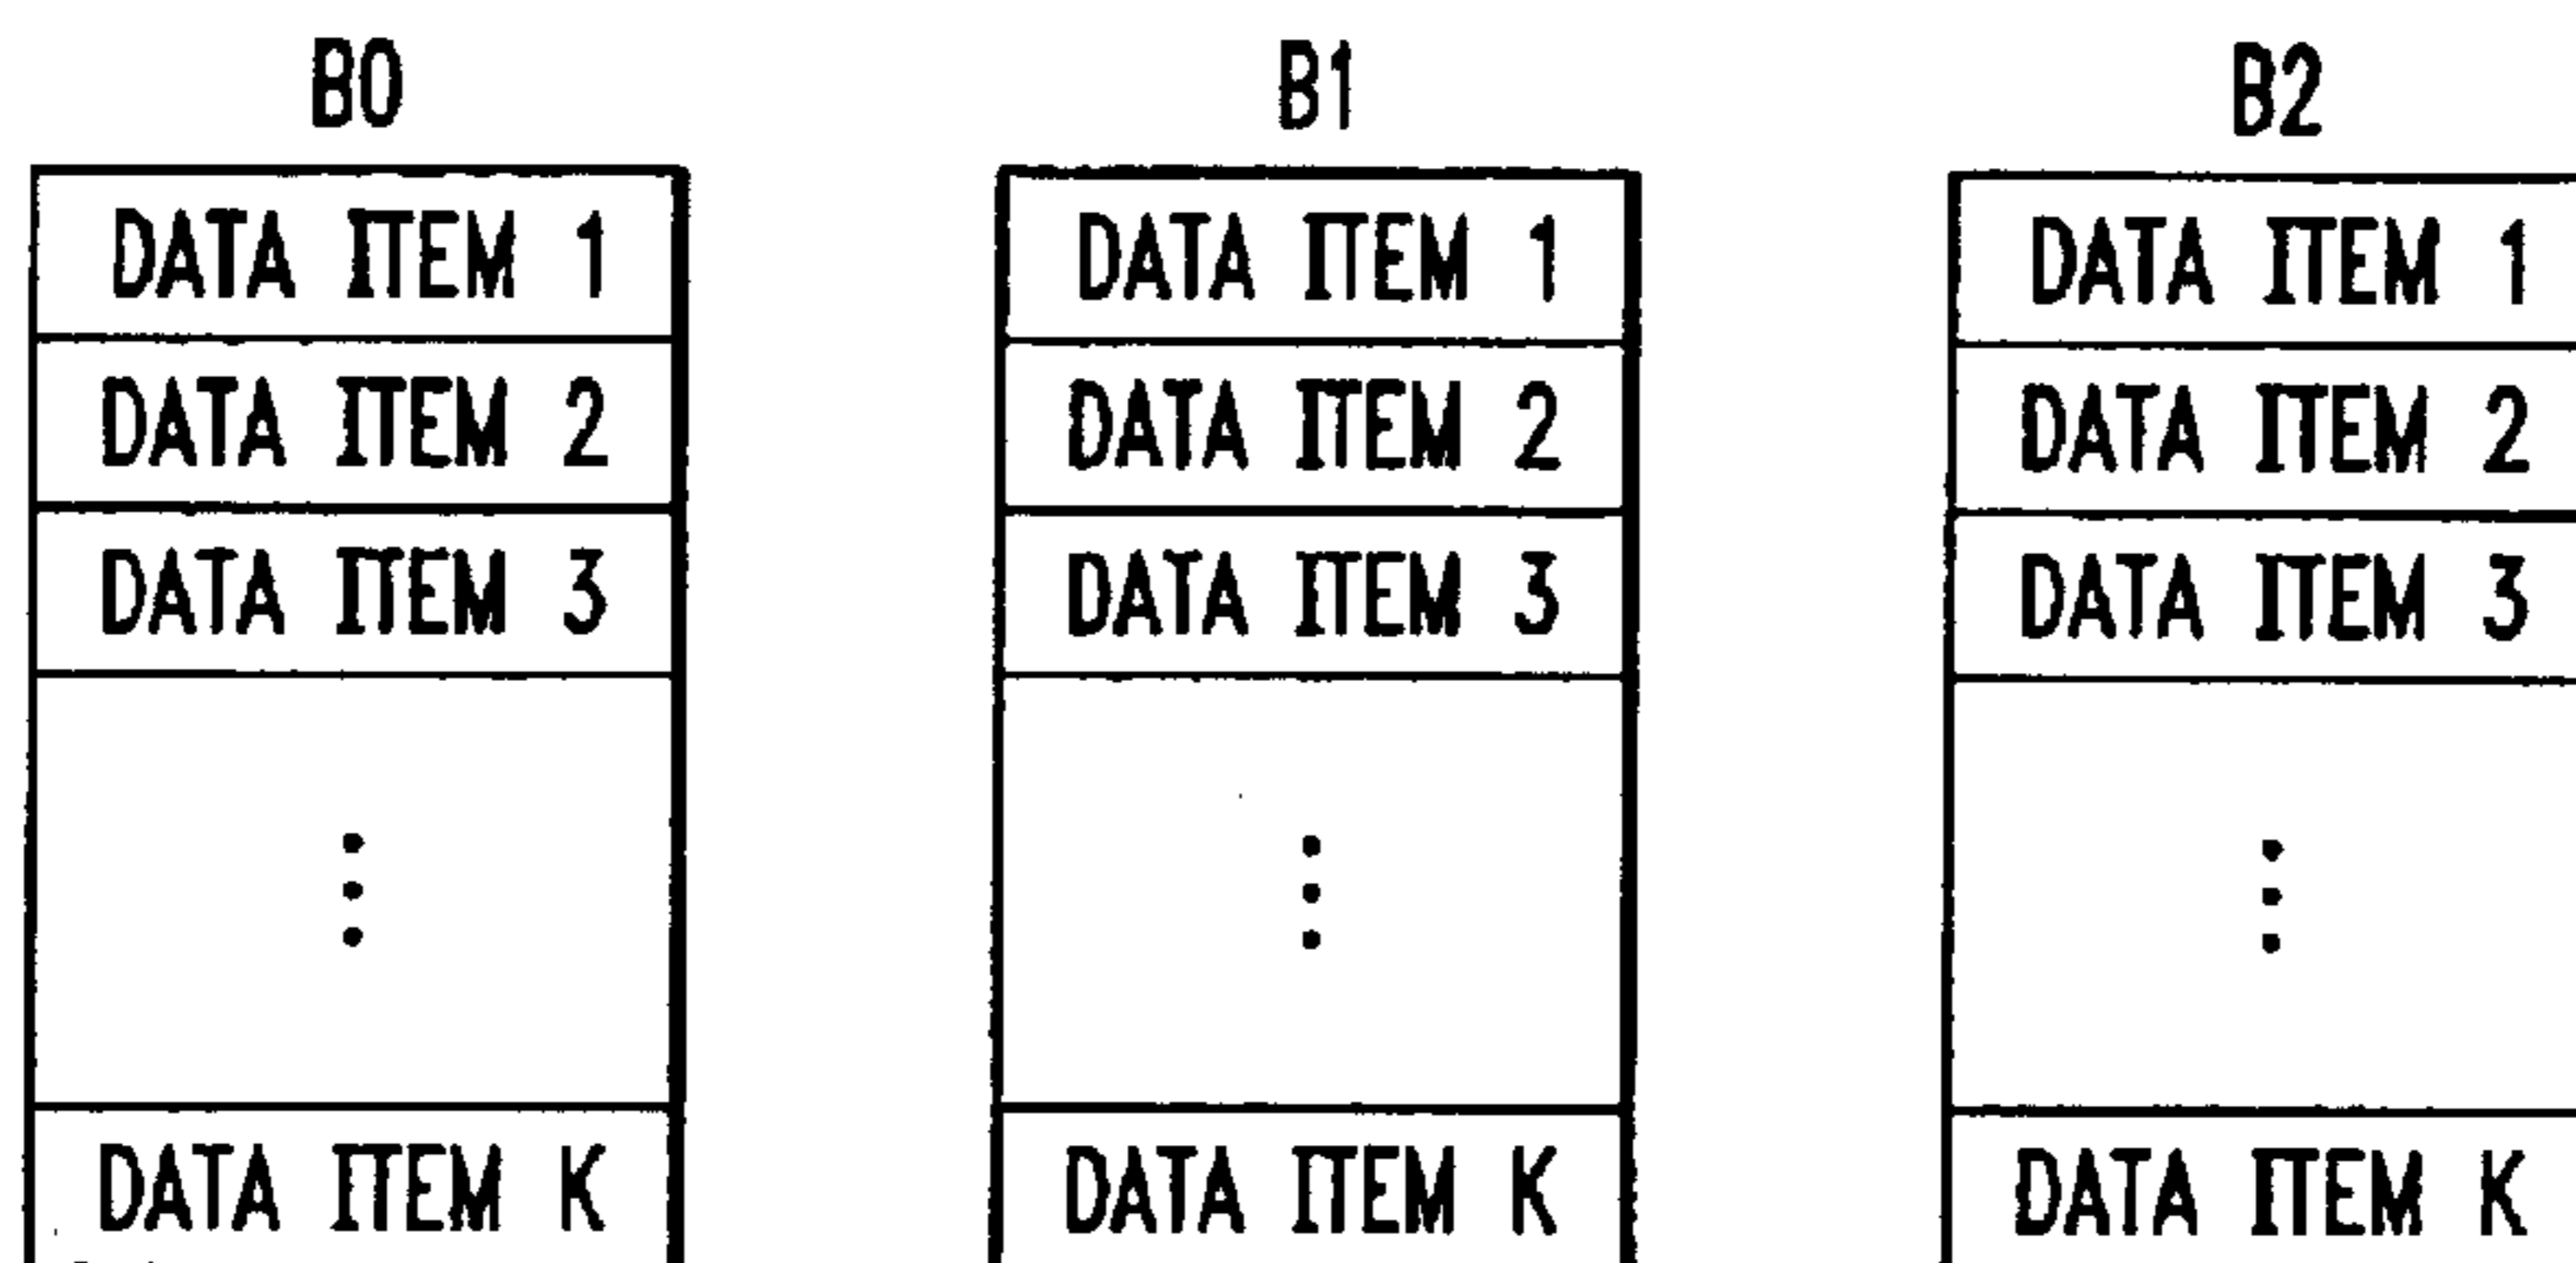 B0 B1 B2
DATA ITEM 1 DATA ITEM 1 DATA ITEM 1
DATA ITEM 2 DATA ITEM 2 DATA ITEM 2
DATA ITEM 3 DATA ITEM 3 DATA ITEM 3
DATA ITEM K DATA ITEM K DATA ITEM K